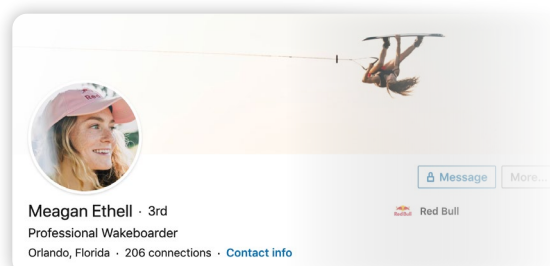 Message
More...
Meagan Ethell · 3rd
Red Bull
Professional Wakeboarder
Orlando, Florida · 206 connections · Contact info